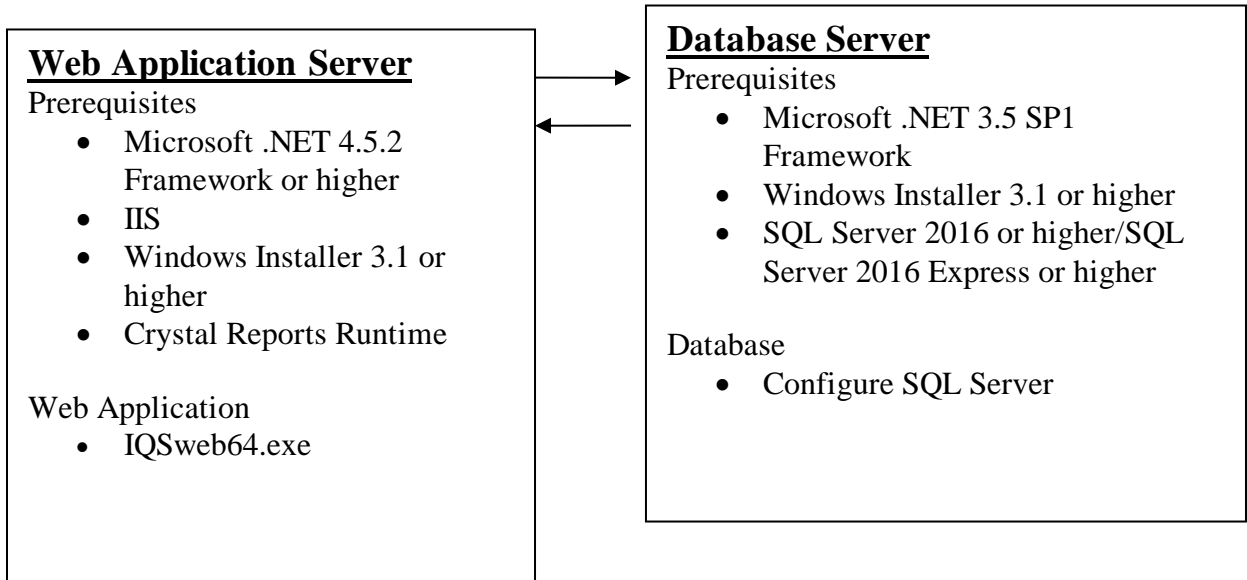 Web Application Server
Prerequisites
• Microsoft .NET 4.5.2
Framework or higher
• IIS
• Windows Installer 3.1 or
higher
• Crystal Reports Runtime
Web Application
• IQSweb64.exe
Database Server
Prerequisites
• Microsoft .NET 3.5 SP1
Framework
• Windows Installer 3.1 or higher
• SQL Server 2016 or higher/SQL
Server 2016 Express or higher
Database
• Configure SQL Server